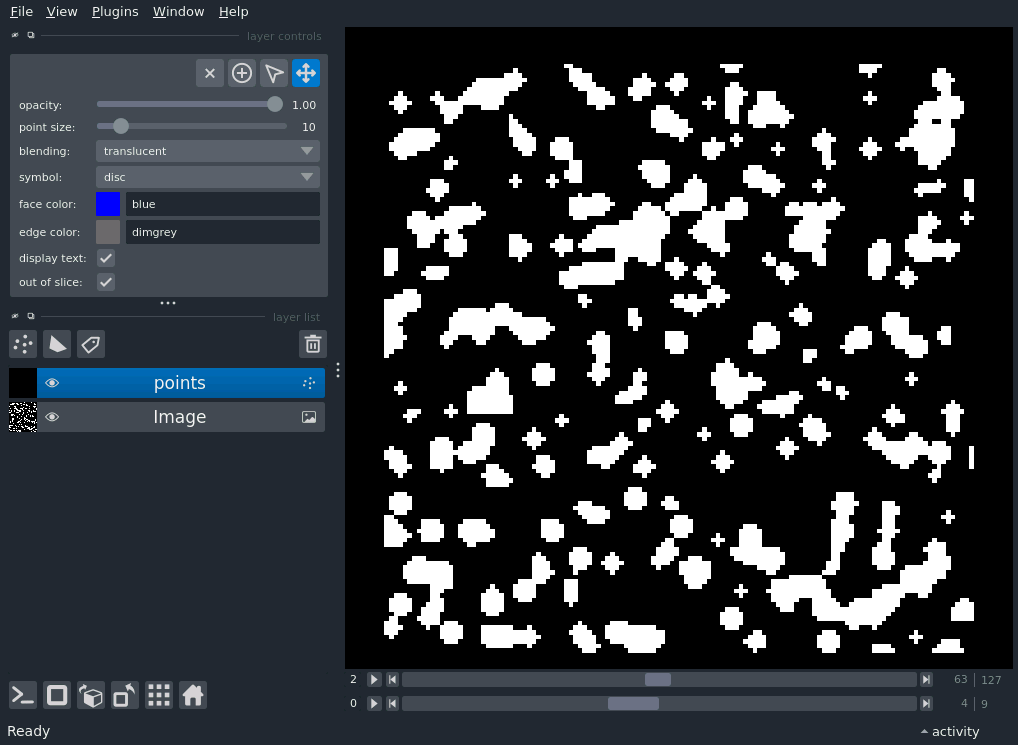 File View Plugins Window Help
layer controls
opacity: 1.00
point size: 10
blending: translucent
symbol: disc
face color: blue
edge color: dimgrey
display text:
out of slice:
layer list
points
Image
2 63 127
0 4 9
Ready activity